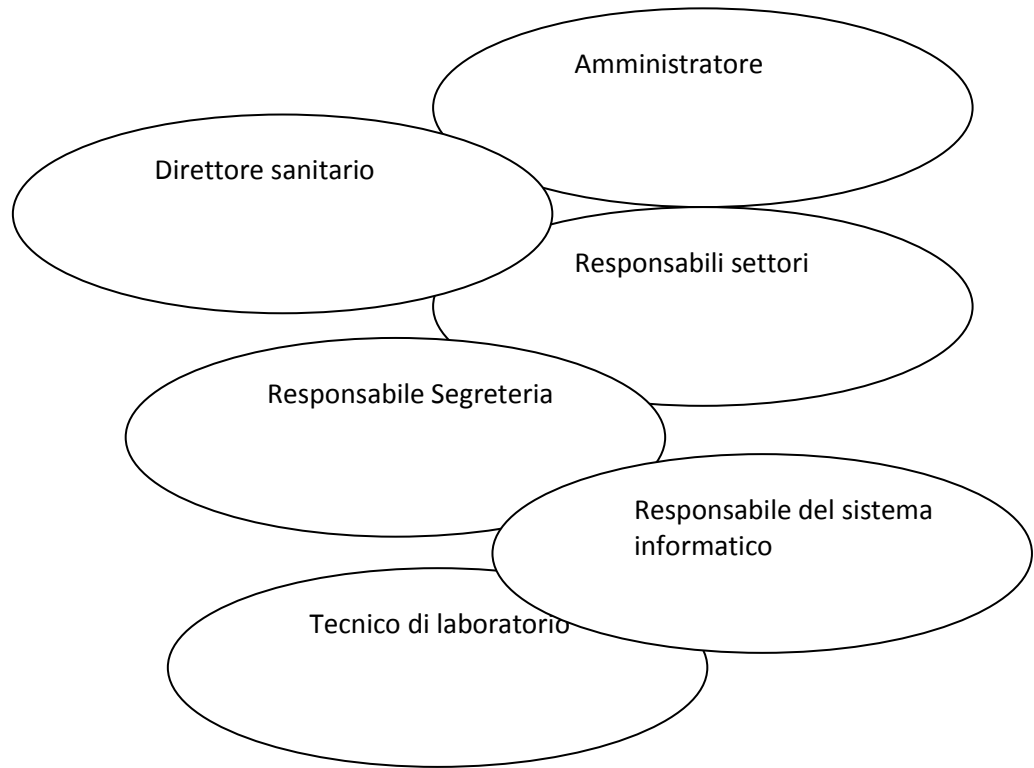 Amministratore
Direttore sanitario
Responsabili settori
Responsabile Segreteria
Responsabile del sistema
informatico
Tecnico di laboratorio